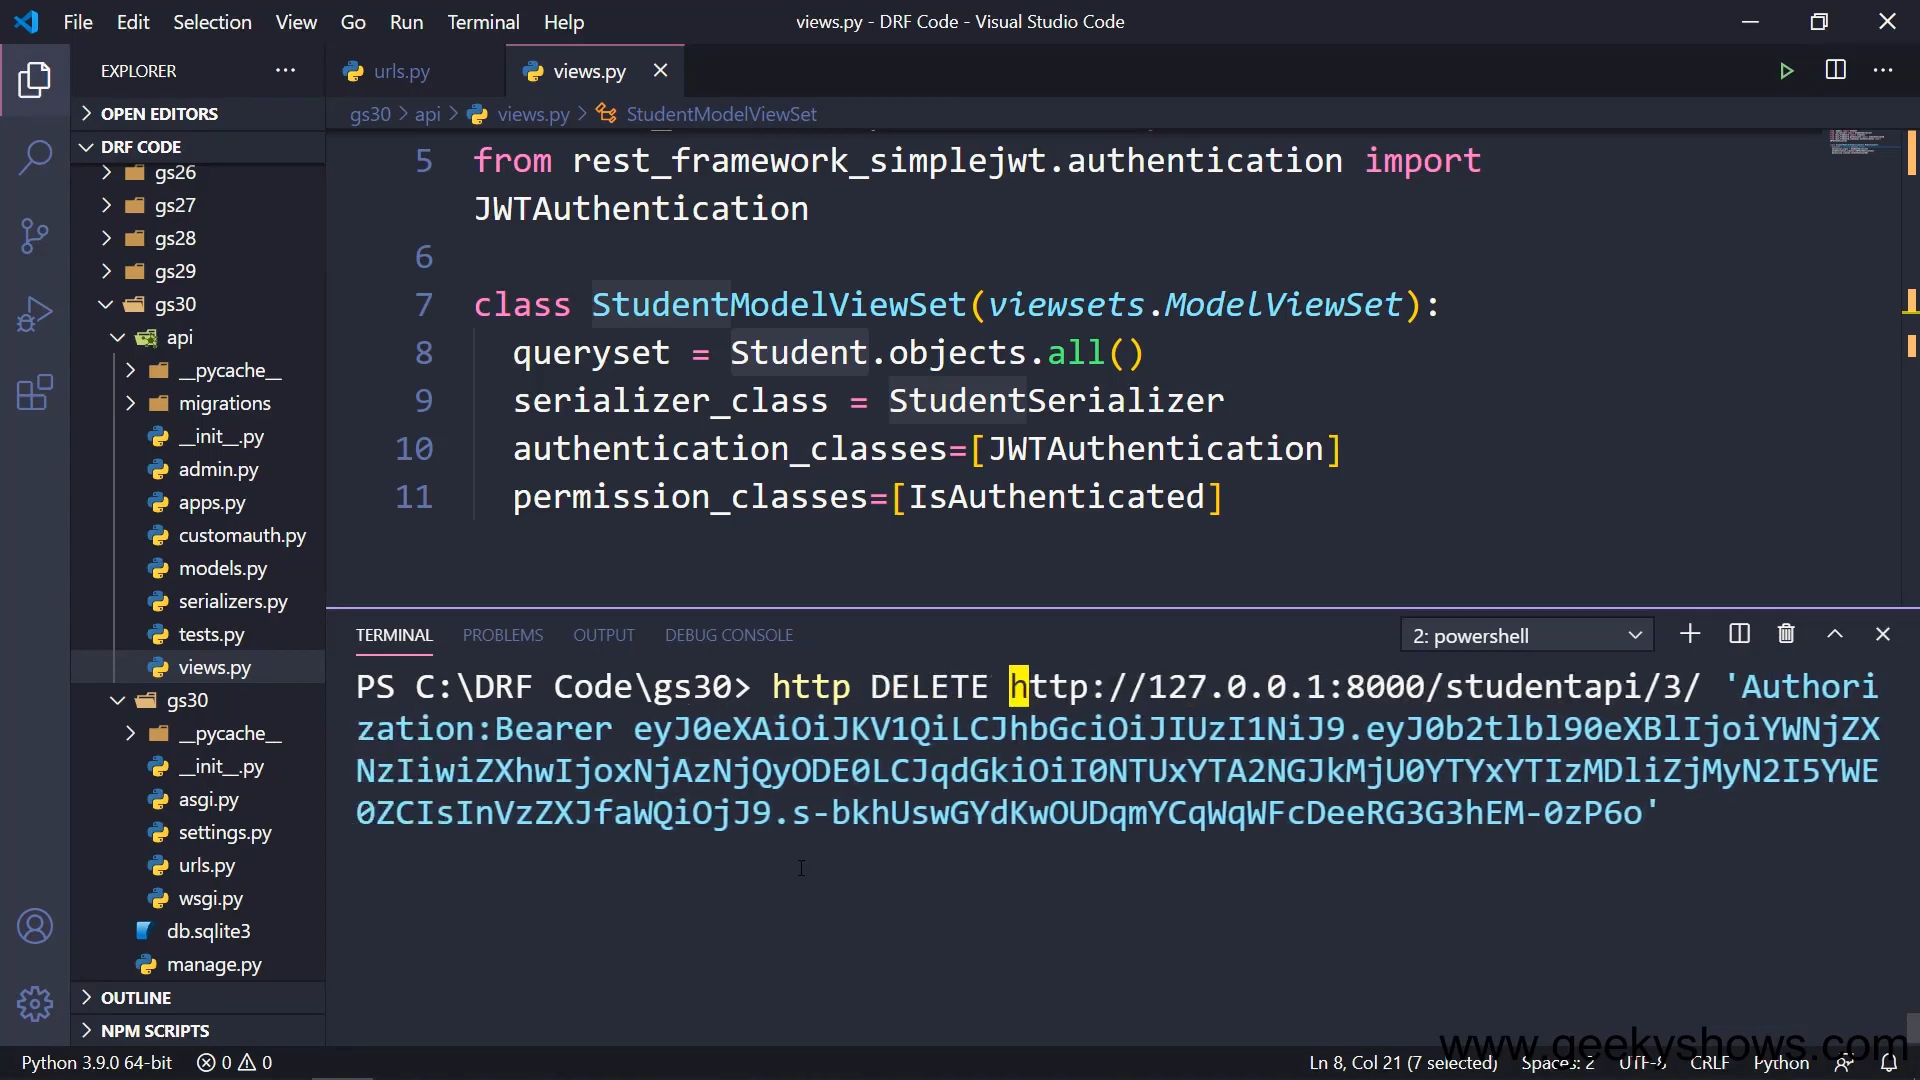 File Edit Selection View Go Run Terminal Help
views.py - DRF Code - Visual Studio Code
EXPLORER
OPEN EDITORS
DRF CODE
gs26
gs27
gs28
gs29
gs30
api
__pycache__
migrations
__init__.py
admin.py
apps.py
customauth.py
models.py
serializers.py
tests.py
views.py
gs30
__pycache__
__init__.py
asgi.py
settings.py
urls.py
wsgi.py
db.sqlite3
manage.py
OUTLINE
NPM SCRIPTS
urls.py views.py
gs30 > api > views.py > StudentModelViewSet
5 from rest_framework_simplejwt.authentication import
JWTAuthentication
6
7 class StudentModelViewSet(viewsets.ModelViewSet):
8 queryset = Student.objects.all()
9 serializer_class = StudentSerializer
10 authentication_classes=[JWTAuthentication]
11 permission_classes=[IsAuthenticated]
TERMINAL PROBLEMS OUTPUT DEBUG CONSOLE
2: powershell
PS C:\DRF Code\gs30> http DELETE http://127.0.0.1:8000/studentapi/3/ 'Authori
zation:Bearer eyJ0eXAiOiJKV1QiLCJhbGciOiJIUzI1NiJ9.eyJ0b2tlbl90eXBlIjoiYWNjZX
NzIiwiZXhwIjoxNjAzNjQyODE0LCJqdGkiOiI0NTUxYTA2NGJkMjU0YTYxYTIzMDliZjMyN2I5YWE
0ZCIsInVzZXJfaWQiOjJ9.s-bkhUswGYdKwOUDqmYCqWqWFcDeeRG3G3hEM-0zP6o'
www.geekyshows.com
Python 3.9.0 64-bit 0 0
Ln 8, Col 21 (7 selected) Spaces: 2 UTF-8 CRLF Python